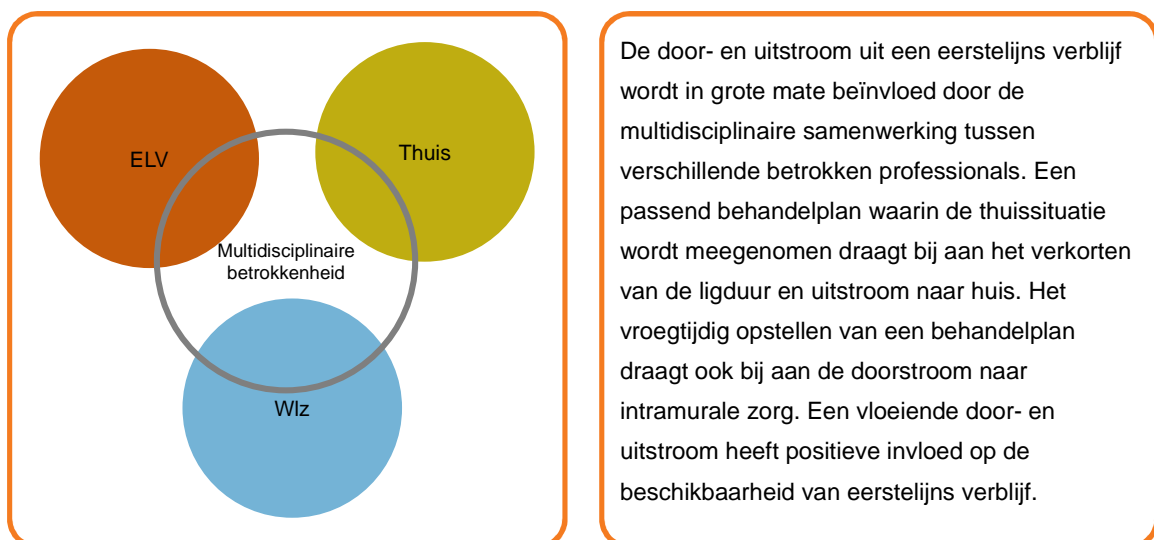 ELV
Thuis
Multidisciplinaire
betrokkenheid
Wlz
De door- en uitstroom uit een eerstelijns verblijf
wordt in grote mate beïnvloed door de
multidisciplinaire samenwerking tussen
verschillende betrokken professionals. Een
passend behandelplan waarin de thuissituatie
wordt meegenomen draagt bij aan het verkorten
van de ligduur en uitstroom naar huis. Het
vroegtijdig opstellen van een behandelplan
draagt ook bij aan de doorstroom naar
intramurale zorg. Een vloeiende door- en
uitstroom heeft positieve invloed op de
beschikbaarheid van eerstelijns verblijf.